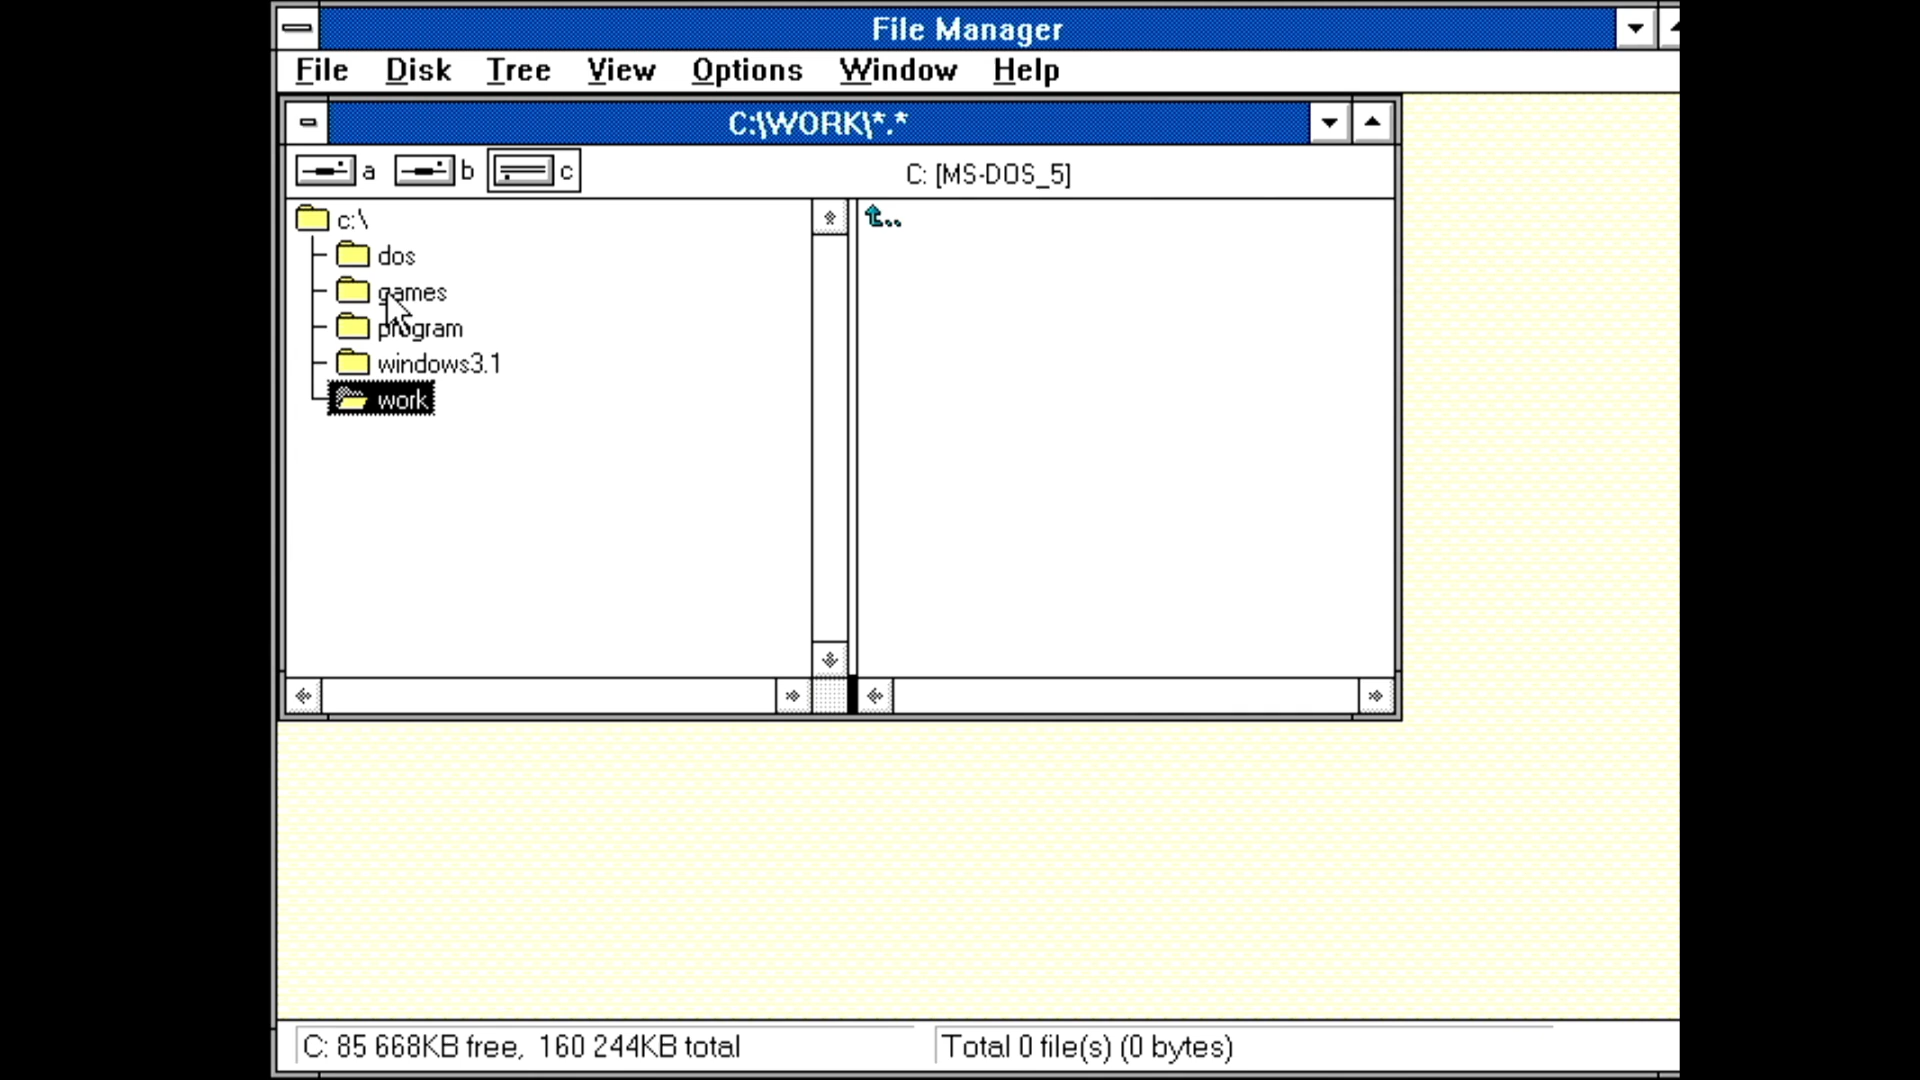 File Manager
File Disk Tree View Options Window Help
C:\WORK\*.*
a b c C: [MS-DOS_5]
c:\
..
dos
games
program
windows3.1
work
C: 85 668KB free, 160 244KB total Total 0 file(s) (0 bytes)